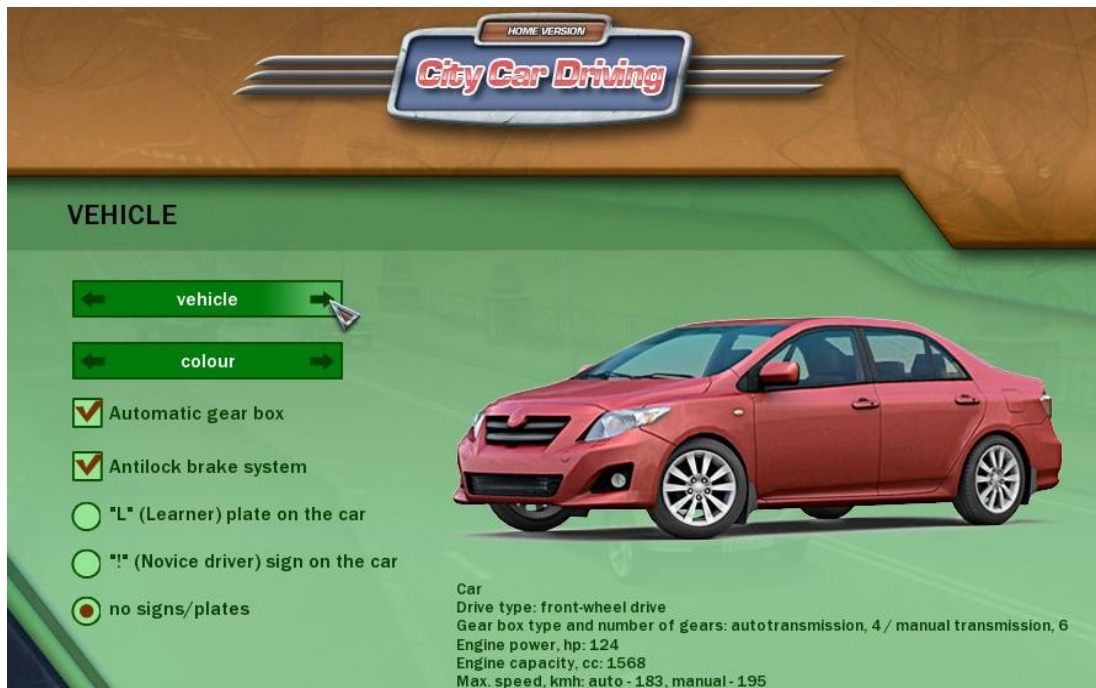 HOME VERSION
City Car Driving
VEHICLE
vehicle
colour
Automatic gear box
Antilock brake system
"L" (Learner) plate on the car
"!" (Novice driver) sign on the car
no signs/plates
Car
Drive type: front-wheel drive
Gear box type and number of gears: autotransmission, 4 / manual transmission, 6
Engine power, hp: 124
Engine capacity, cc: 1568
Max. speed, kmh: auto - 183, manual - 195